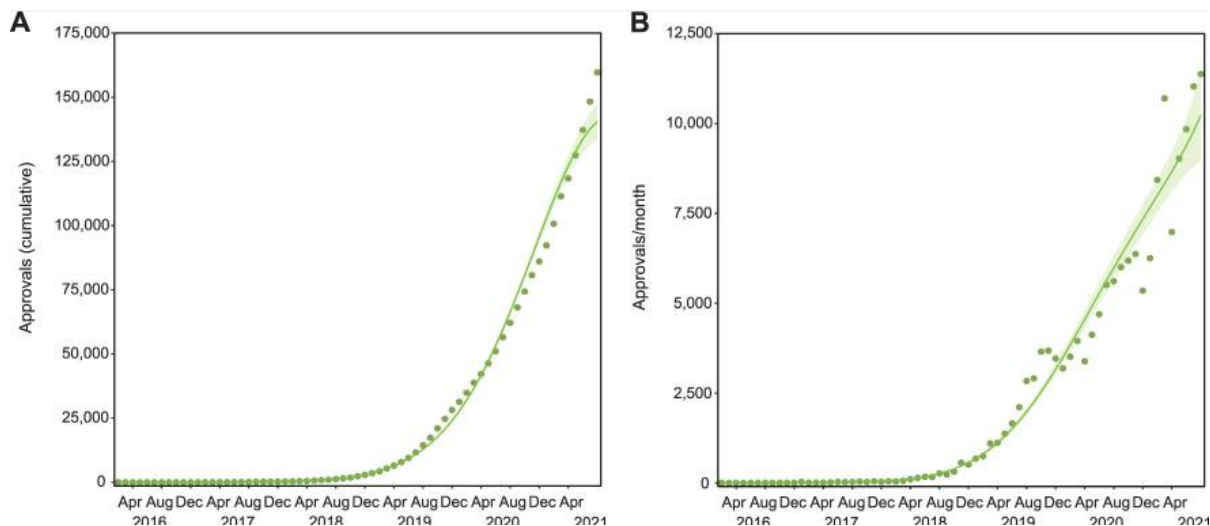 A
Approvals (cumulative)
175,000
150,000
125,000
100,000
75,000
50,000
25,000
0
Apr Aug Dec Apr Aug Dec Apr Aug Dec Apr Aug Dec Apr Aug Dec Apr
2016 2017 2018 2019 2020 2021
B
Approvals/month
12,500
10,000
7,500
5,000
2,500
0
Apr Aug Dec Apr Aug Dec Apr Aug Dec Apr Aug Dec Apr Aug Dec Apr
2016 2017 2018 2019 2020 2021